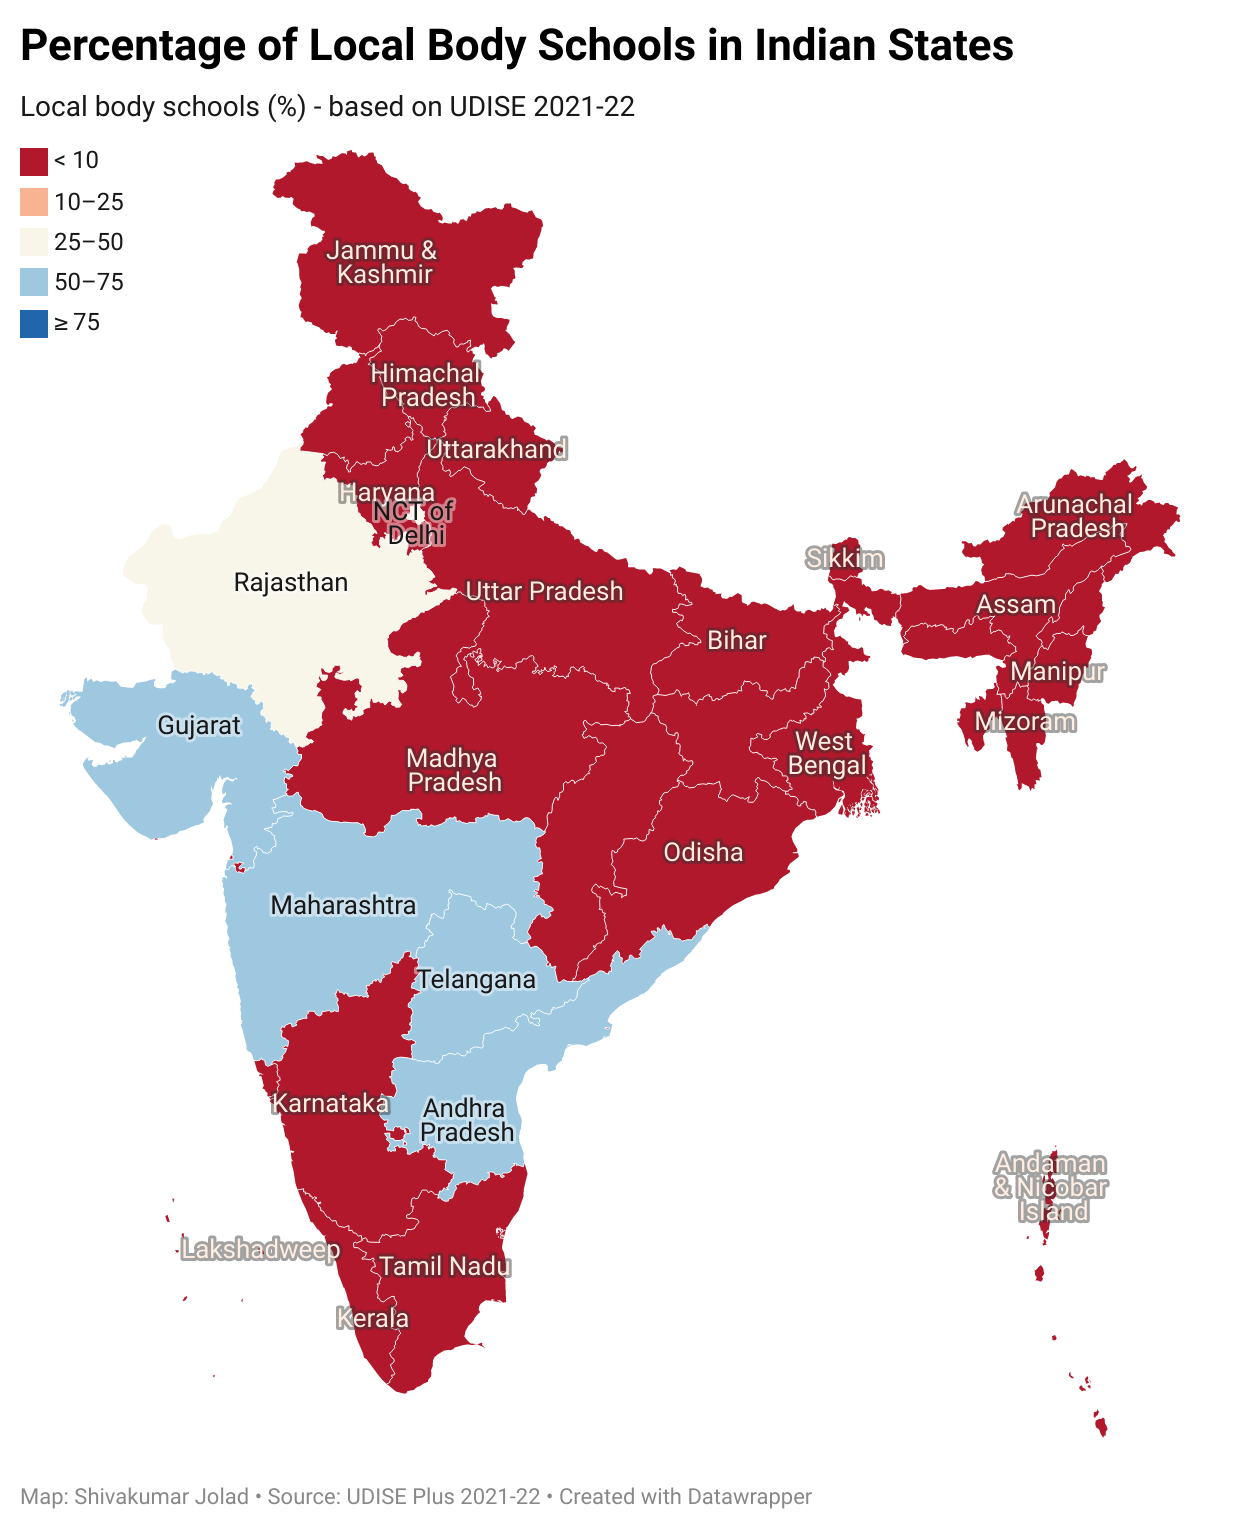 Percentage of Local Body Schools in Indian States
Local body schools (%) - based on UDISE 2021-22
< 10
10–25
25–50
50–75
≥ 75
Jammu &
Kashmir
Himachal
Pradesh
Uttarakhand
Haryana
NCT of
Delhi
Arunachal
Pradesh
Sikkim
Rajasthan
Uttar Pradesh
Assam
Bihar
Manipur
Gujarat
Mizoram
Madhya
Pradesh
West
Bengal
Odisha
Maharashtra
Telangana
Karnataka
Andhra
Pradesh
Andaman
& Nicobar
Island
Lakshadweep
Tamil Nadu
Kerala
Map: Shivakumar Jolad • Source: UDISE Plus 2021-22 • Created with Datawrapper